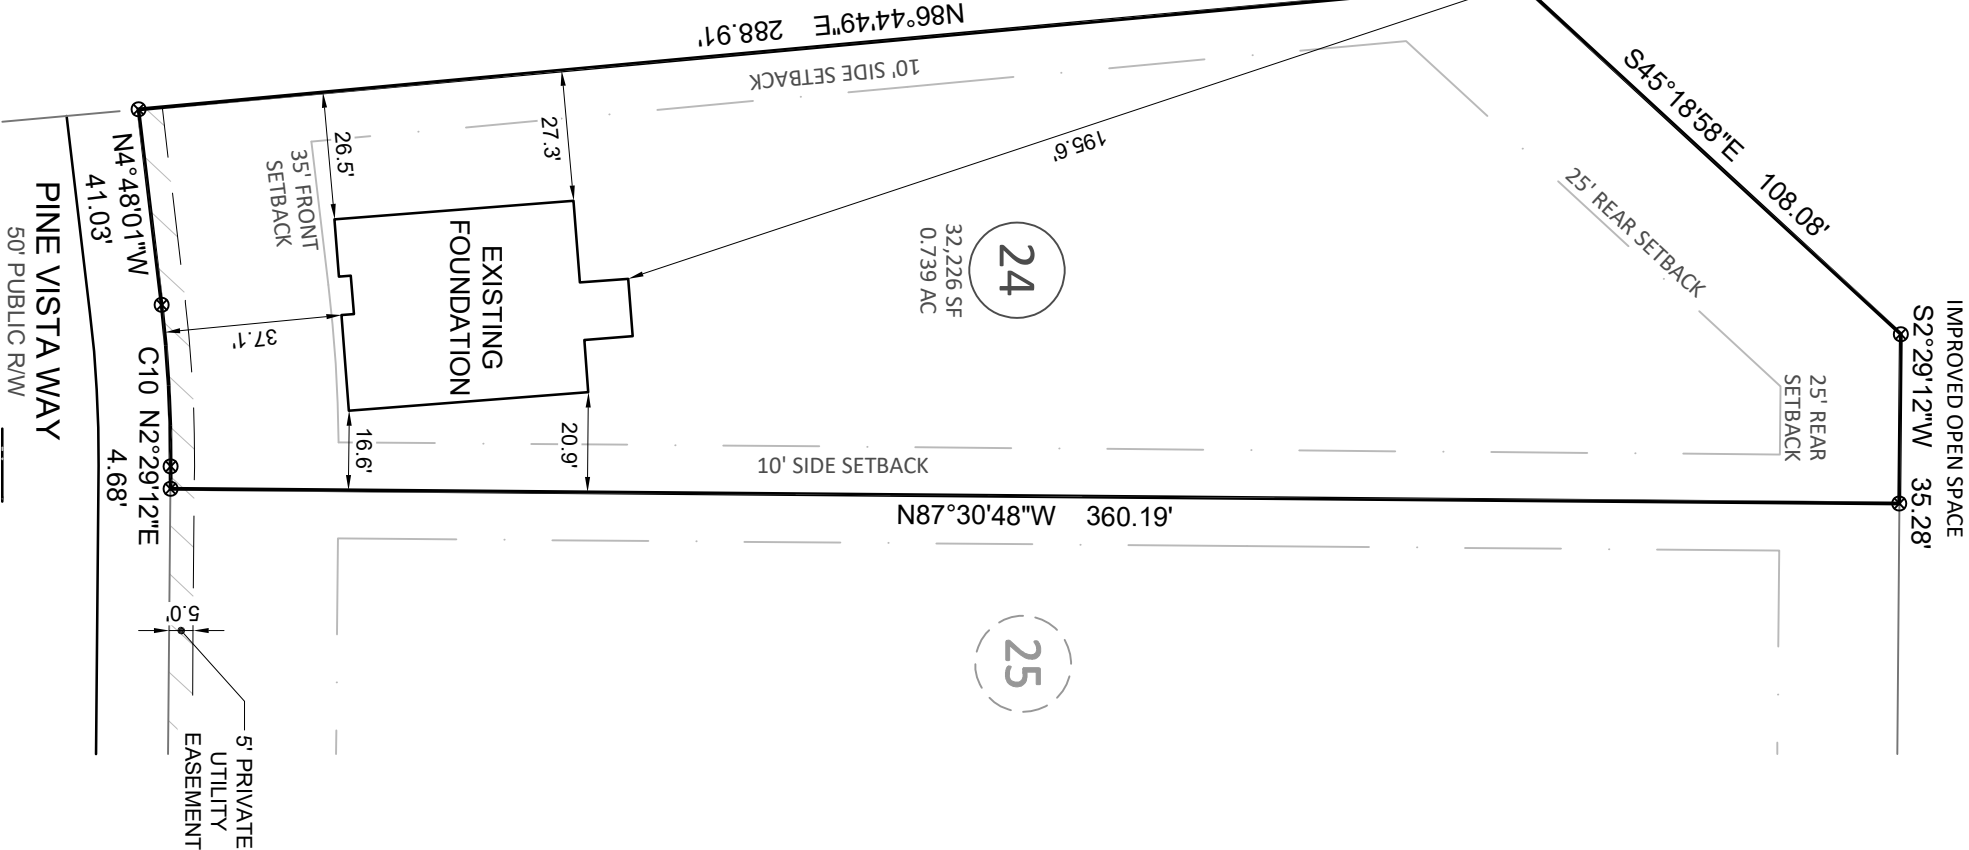 N86°44'49"E 288.91'
10' SIDE SETBACK
S45°18'58"E 108.08'
25' REAR SETBACK
195.6'
27.3'
26.5'
35' FRONT
SETBACK
N4°48'01"W
41.03'
PINE VISTA WAY
50' PUBLIC R/W
37.1'
EXISTING
FOUNDATION
24
32,226 SF
0.739 AC
IMPROVED OPEN SPACE
S2°29'12"W 35.28'
25' REAR
SETBACK
20.9'
16.6'
10' SIDE SETBACK
N87°30'48"W 360.19'
C10 N2°29'12"E
4.68'
25
5.0'
5' PRIVATE
UTILITY
EASEMENT